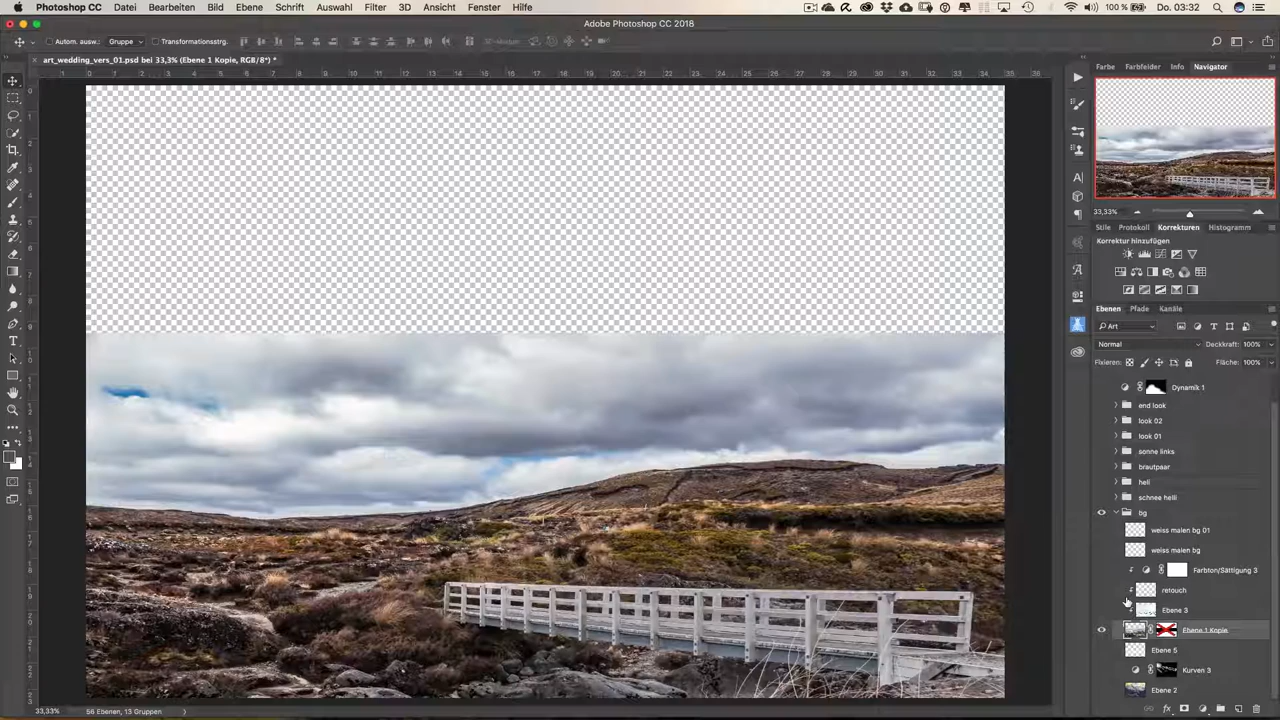 Photoshop CC Datei Bearbeiten Bild Ebene Schrift Auswahl Filter 3D Ansicht Fenster Hilfe 100 % Do. 03:32
Adobe Photoshop CC 2018
Autom. ausw.: Gruppe Transformationsstrg.
art_wedding_vers_01.psd bei 33,3% (Ebene 1 Kopie, RGB/8*) *
Farbe Farbfelder Info Navigator
33,33%
Stile Protokoll Korrekturen Histogramm
Korrektur hinzufügen
Ebenen Pfade Kanäle
Art
Normal Deckkraft: 100%
Fixieren: Fläche: 100%
Dynamik 1
end look
look 02
look 01
sonne links
brautpaar
heli
schnee helli
bg
weiss malen bg 01
weiss malen bg
Farbton/Sättigung 3
retouch
Ebene 3
Ebene 1 Kopie
Ebene 5
Kurven 3
Ebene 2
33,33% 56 Ebenen, 13 Gruppen